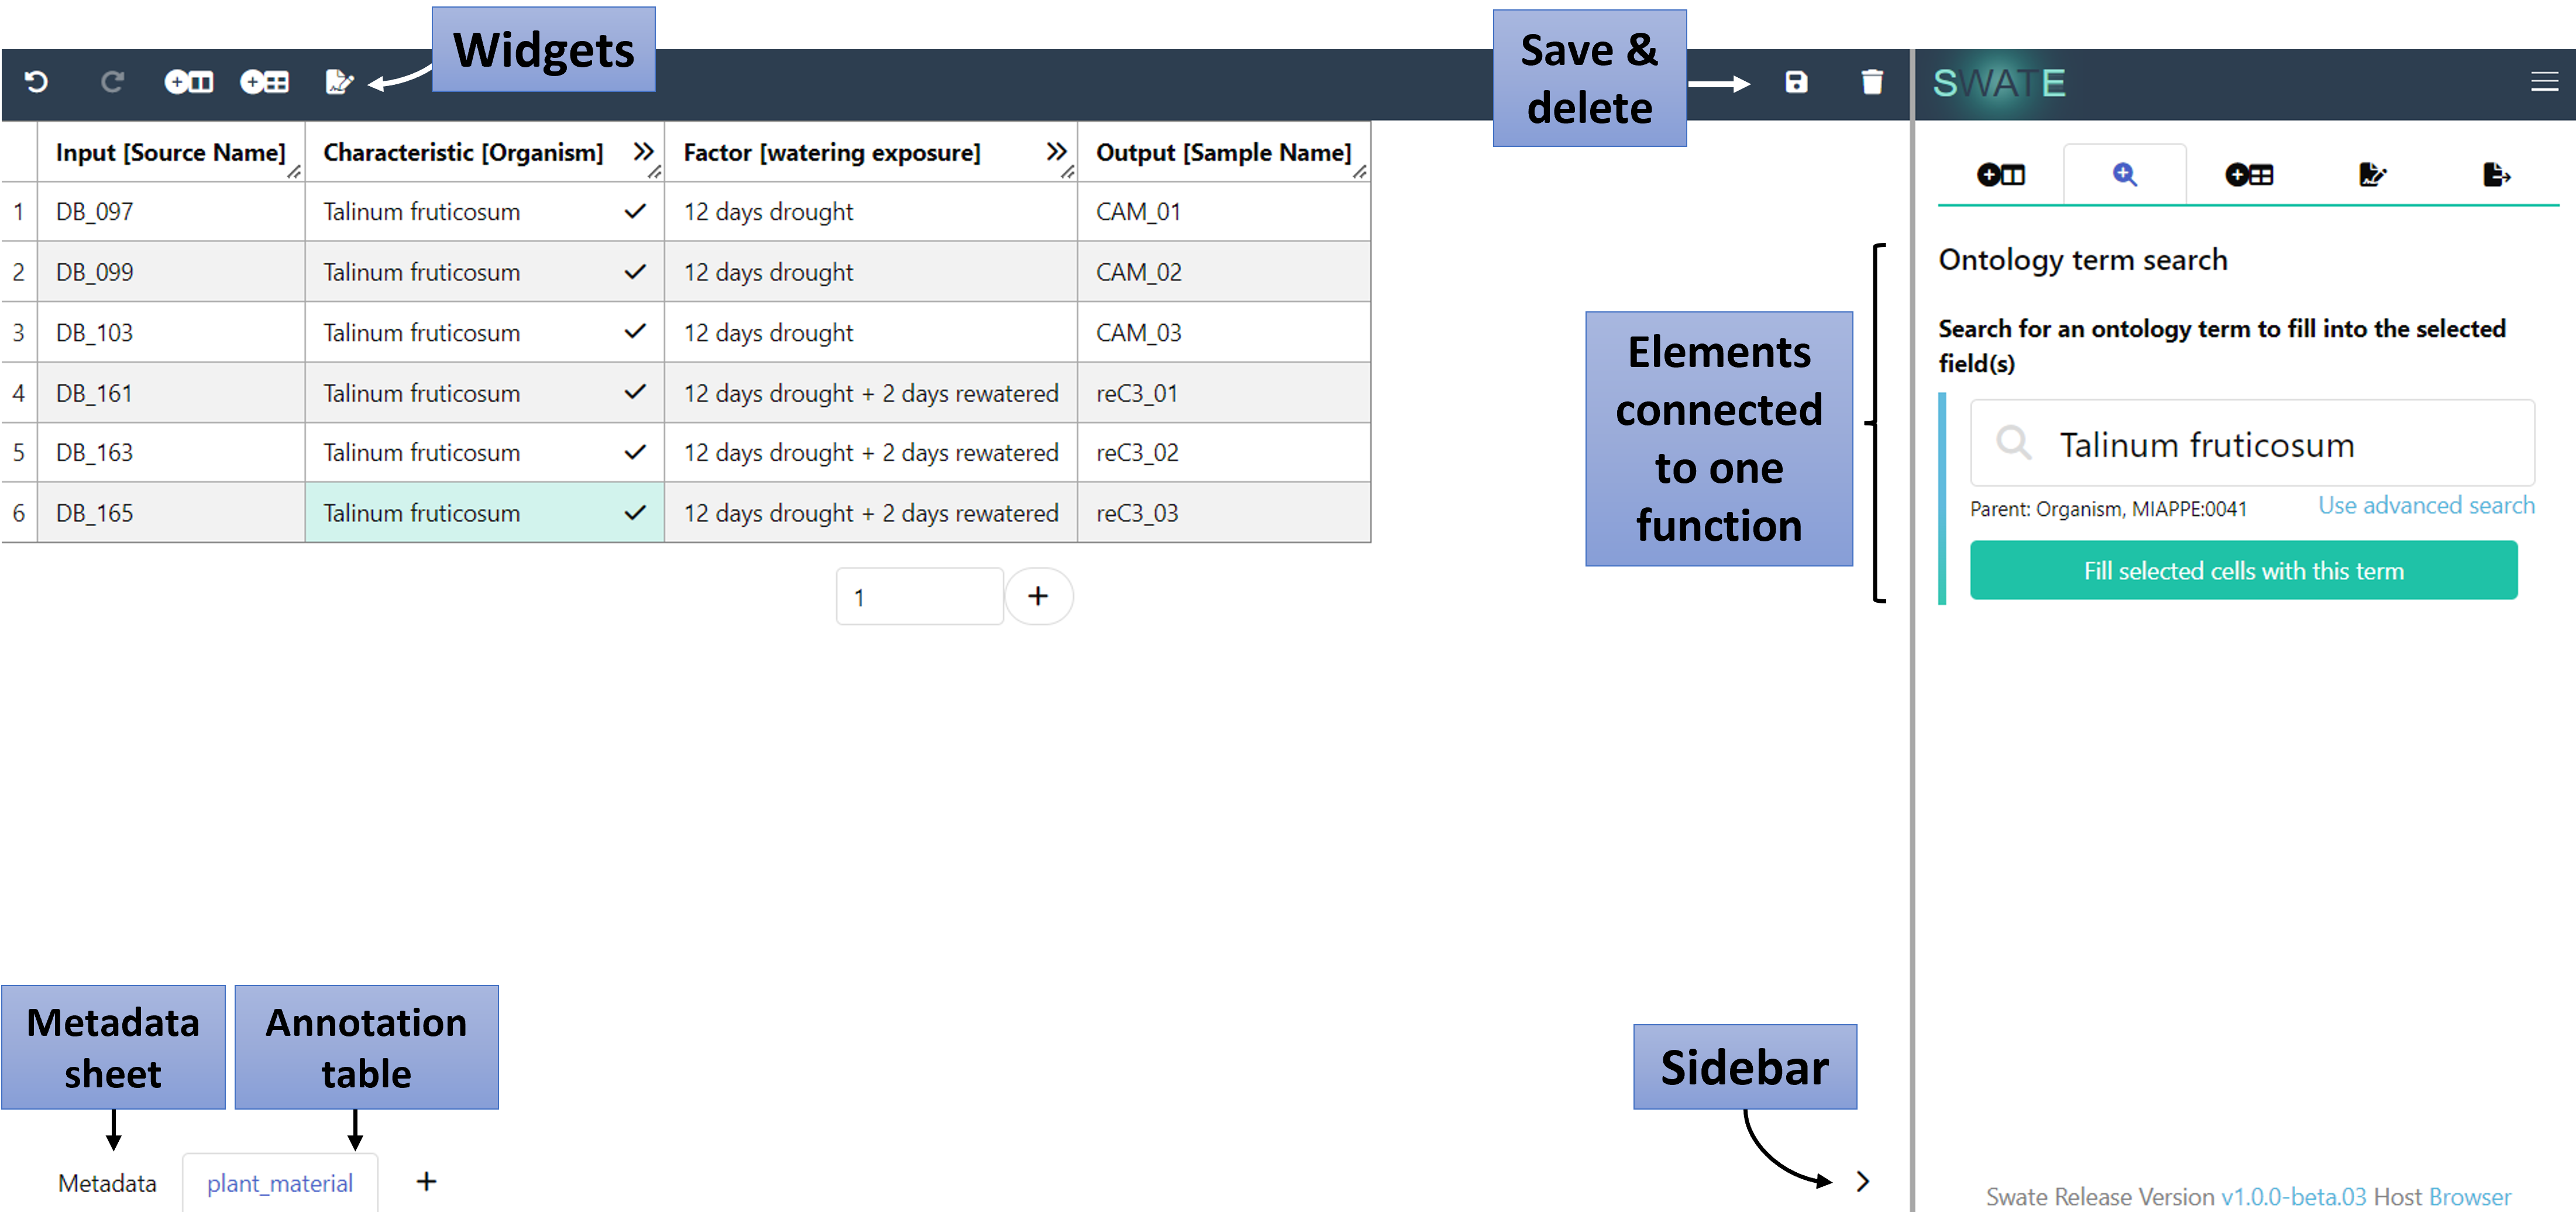 Widgets
Save &
delete
SWATE
Input [Source Name] Characteristic [Organism] Factor [watering exposure] Output [Sample Name]
1 DB_097 Talinum fruticosum 12 days drought CAM_01
2 DB_099 Talinum fruticosum 12 days drought CAM_02
3 DB_103 Talinum fruticosum 12 days drought CAM_03
4 DB_161 Talinum fruticosum 12 days drought + 2 days rewatered reC3_01
5 DB_163 Talinum fruticosum 12 days drought + 2 days rewatered reC3_02
6 DB_165 Talinum fruticosum 12 days drought + 2 days rewatered reC3_03
1 +
Elements
connected
to one
function
Ontology term search
Search for an ontology term to fill into the selected
field(s)
Talinum fruticosum
Parent: Organism, MIAPPE:0041 Use advanced search
Fill selected cells with this term
Metadata
sheet
Annotation
table
Sidebar
Metadata plant_material +
Swate Release Version v1.0.0-beta.03 Host Browser